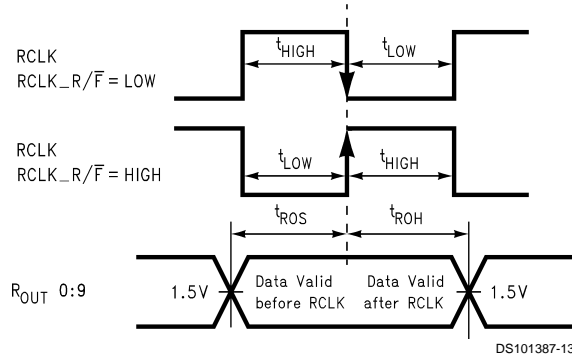 RCLK
RCLK_R/F̅ = LOW
tHIGH
tLOW
RCLK
RCLK_R/F̅ = HIGH
tLOW
tHIGH
tROS
tROH
ROUT 0:9
1.5V
Data Valid
before RCLK
Data Valid
after RCLK
1.5V
DS101387-13